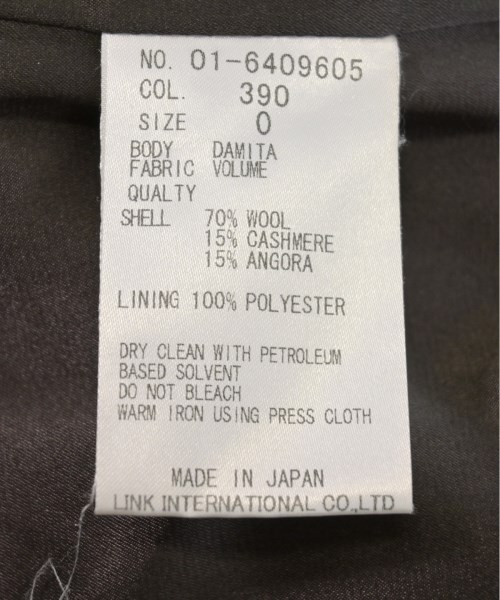 NO. 01-6409605
COL. 390
SIZE 0
BODY DAMITA
FABRIC VOLUME
QUALTY
SHELL 70% WOOL
15% CASHMERE
15% ANGORA
LINING 100% POLYESTER
DRY CLEAN WITH PETROLEUM
BASED SOLVENT
DO NOT BLEACH
WARM IRON USING PRESS CLOTH
MADE IN JAPAN
LINK INTERNATIONAL CO.,LTD